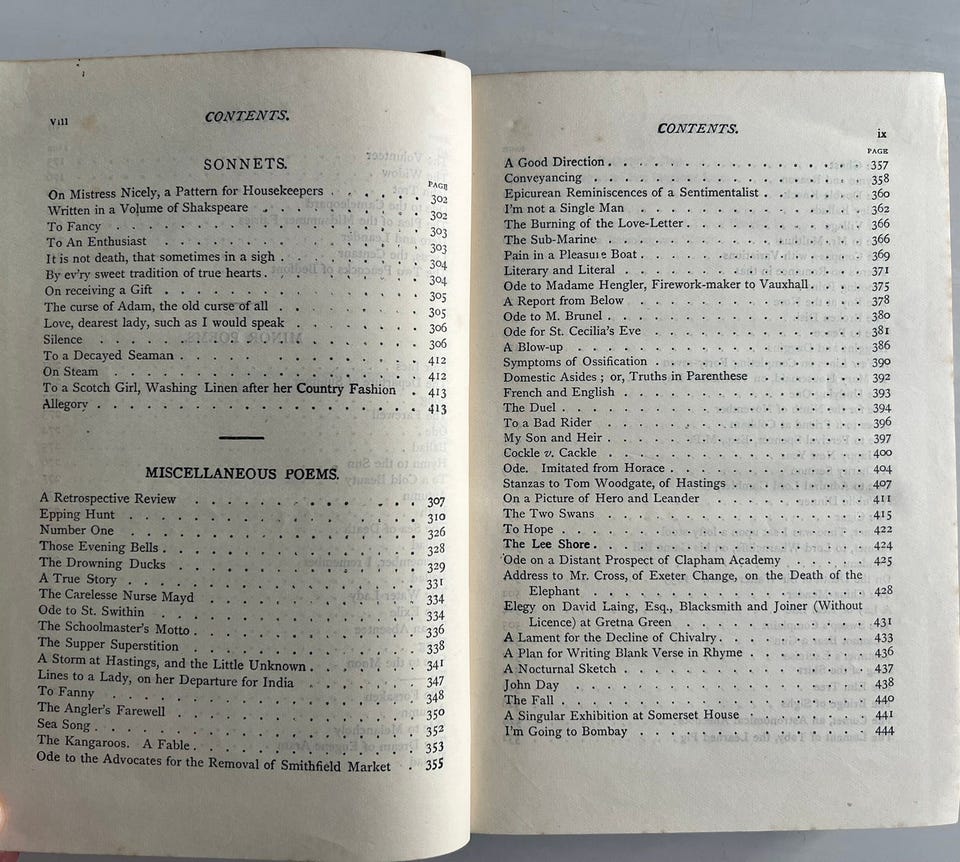 viii
CONTENTS.
SONNETS.
PAGE
On Mistress Nicely, a Pattern for Housekeepers . . . . 302
Written in a Volume of Shakspeare . . . . 302
To Fancy . . . . 303
To An Enthusiast . . . . 303
It is not death, that sometimes in a sigh . . . . 304
By ev'ry sweet tradition of true hearts . . . . 304
On receiving a Gift . . . . 305
The curse of Adam, the old curse of all . . . . 305
Love, dearest lady, such as I would speak . . . . 306
Silence . . . . 306
To a Decayed Seaman . . . . 412
On Steam . . . . 412
To a Scotch Girl, Washing Linen after her Country Fashion . 413
Allegory . . . . 413
MISCELLANEOUS POEMS.
A Retrospective Review . . . . 307
Epping Hunt . . . . 310
Number One . . . . 326
Those Evening Bells . . . . 328
The Drowning Ducks . . . . 329
A True Story . . . . 331
The Carelesse Nurse Mayd . . . . 334
Ode to St. Swithin . . . . 334
The Schoolmaster's Motto . . . . 336
The Supper Superstition . . . . 338
A Storm at Hastings, and the Little Unknown . . . . 341
Lines to a Lady, on her Departure for India . . . . 347
To Fanny . . . . 348
The Angler's Farewell . . . . 350
Sea Song . . . . 352
The Kangaroos. A Fable . . . . 353
Ode to the Advocates for the Removal of Smithfield Market . 355
CONTENTS.
ix
PAGE
A Good Direction . . . . 357
Conveyancing . . . . 358
Epicurean Reminiscences of a Sentimentalist . . . . 360
I'm not a Single Man . . . . 362
The Burning of the Love-Letter . . . . 366
The Sub-Marine . . . . 366
Pain in a Pleasure Boat . . . . 369
Literary and Literal . . . . 371
Ode to Madame Hengler, Firework-maker to Vauxhall . . . . 375
A Report from Below . . . . 378
Ode to M. Brunel . . . . 380
Ode for St. Cecilia's Eve . . . . 381
A Blow-up . . . . 386
Symptoms of Ossification . . . . 390
Domestic Asides ; or, Truths in Parenthese . . . . 392
French and English . . . . 393
The Duel . . . . 394
To a Bad Rider . . . . 396
My Son and Heir . . . . 397
Cockle v. Cackle . . . . 400
Ode. Imitated from Horace . . . . 404
Stanzas to Tom Woodgate, of Hastings . . . . 407
On a Picture of Hero and Leander . . . . 411
The Two Swans . . . . 415
To Hope . . . . 422
The Lee Shore . . . . 424
Ode on a Distant Prospect of Clapham Academy . . . . 425
Address to Mr. Cross, of Exeter Change, on the Death of the
Elephant . . . . 428
Elegy on David Laing, Esq., Blacksmith and Joiner (Without
Licence) at Gretna Green . . . . 431
A Lament for the Decline of Chivalry . . . . 433
A Plan for Writing Blank Verse in Rhyme . . . . 436
A Nocturnal Sketch . . . . 437
John Day . . . . 438
The Fall . . . . 440
A Singular Exhibition at Somerset House . . . . 441
I'm Going to Bombay . . . . 444